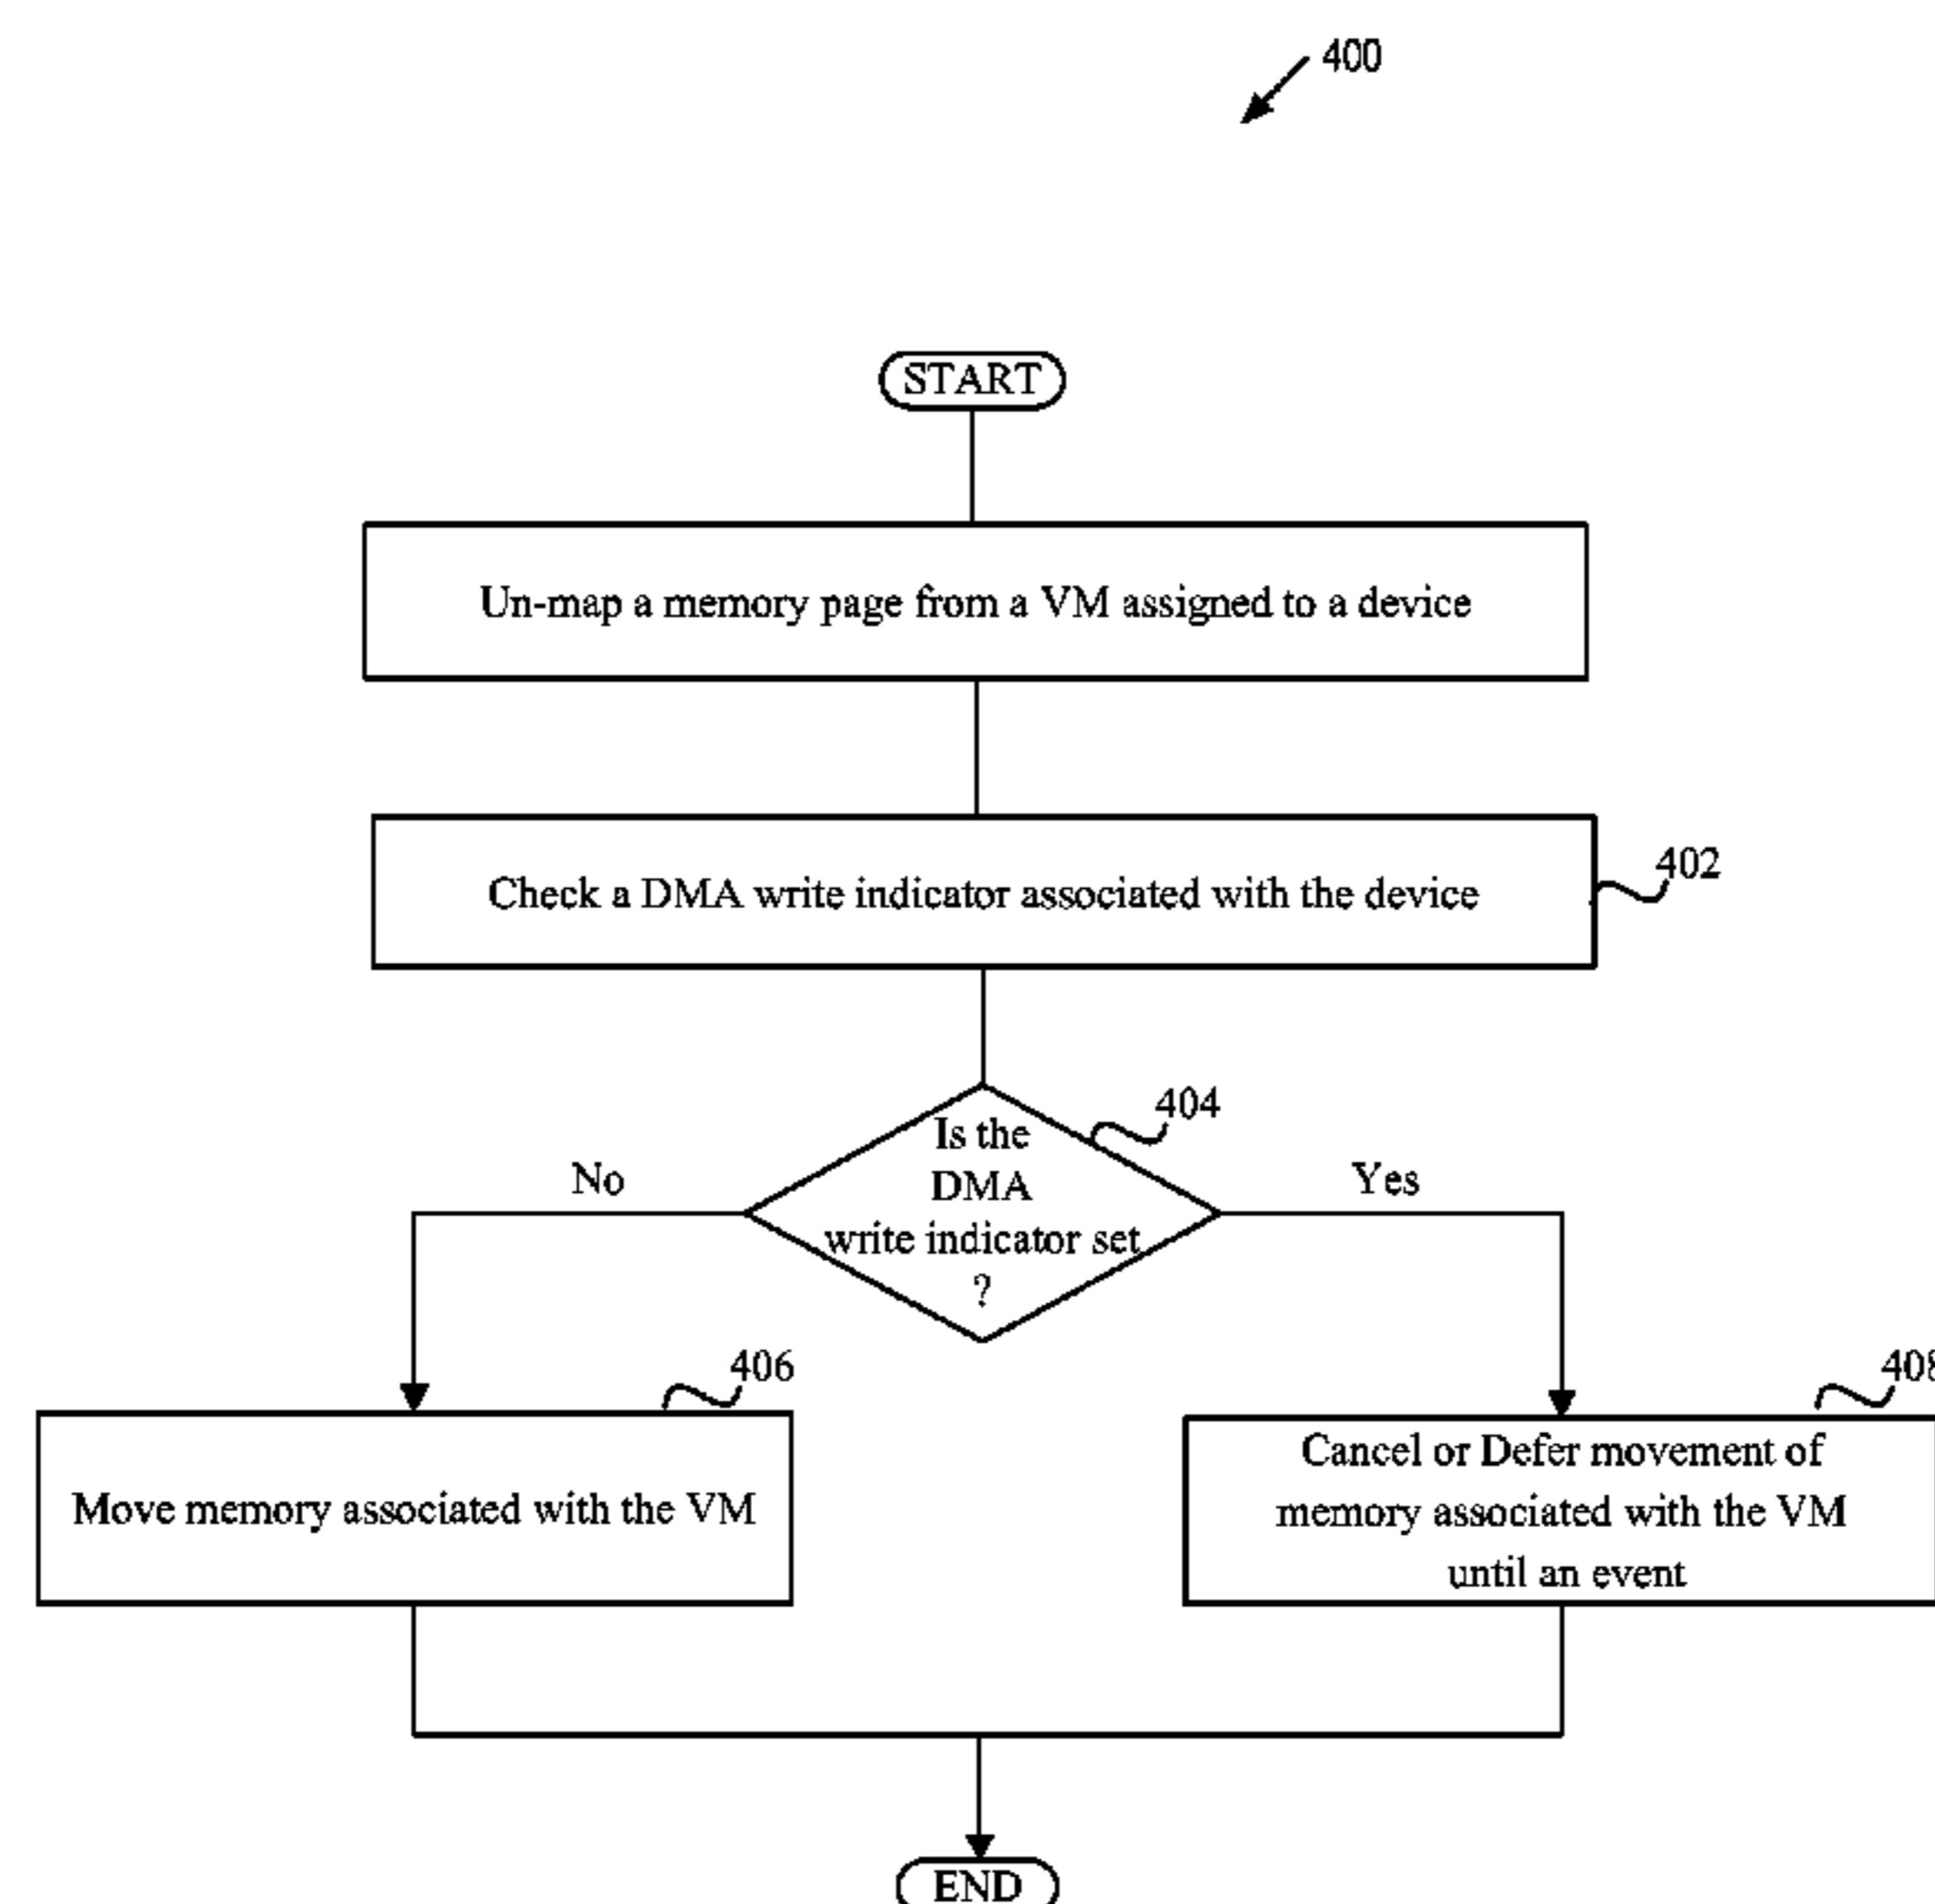 400
START
Un-map a memory page from a VM assigned to a device
Check a DMA write indicator associated with the device
402
404
Is the
DMA
write indicator set
?
No
Yes
406
408
Move memory associated with the VM
Cancel or Defer movement of
memory associated with the VM
until an event
END